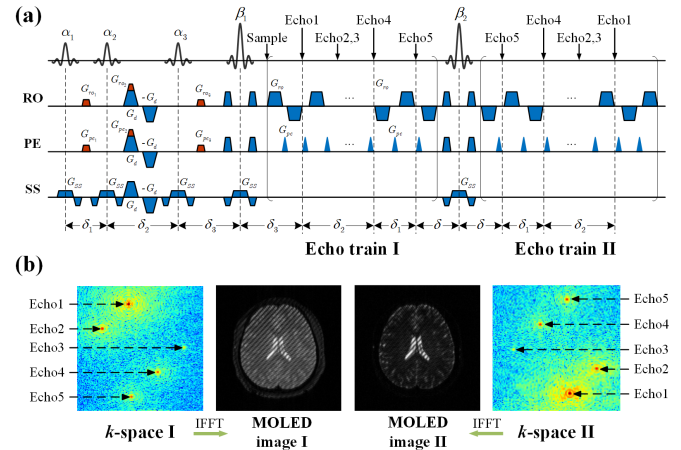 (a)
α1 α2 α3 β1 Sample Echo1 Echo2,3 Echo4 Echo5 β2 Echo5 Echo4 Echo2,3 Echo1
RO Gro1 Gro2 -Gd Gd Gro3 Gro ... Gro
PE Gpe1 Gpe2 -Gd Gd Gpe3 Gpe ... Gpe ...
SS GSS GSS -Gd Gd GSS GSS GSS
δ1 δ2 δ3 δ3 δ2 δ1 δ δ δ1 δ2
Echo train I Echo train II
(b)
Echo1
Echo2
Echo3
Echo4
Echo5
Echo5
Echo4
Echo3
Echo2
Echo1
k-space I IFFT MOLED image I MOLED image II IFFT k-space II